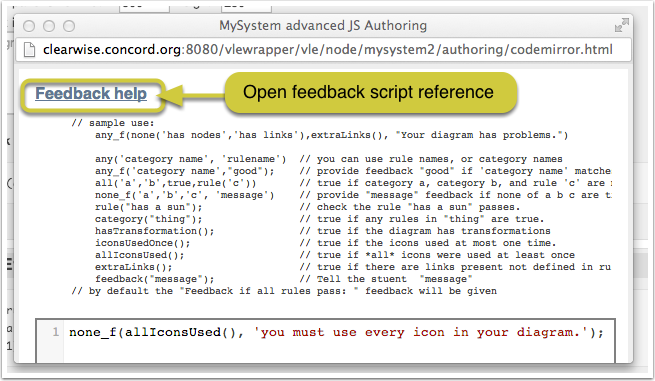 MySystem advanced JS Authoring
clearwise.concord.org:8080/vlewrapper/vle/node/mysystem2/authoring/codemirror.html
Feedback help
Open feedback script reference
// sample use:
any_f(none('has nodes','has links'),extraLinks(), "Your diagram has problems.")
any('category name', 'rulename') // you can use rule names, or category names
any_f('category name',"good"); // provide feedback "good" if 'category name' matche
all('a','b',true,rule('c')) // true if category a, category b, and rule 'c' are
none_f('a','b','c', 'message') // provide "message" feedback if none of a b c are
rule("has a sun"); // check the rule "has a sun" passes.
category("thing"); // true if any rules in "thing" are true.
hasTransformation(); // true if the diagram has transformations
iconsUsedOnce(); // true if the icons used at most one time.
allIconsUsed(); // true if *all* icons were used at least once
extraLinks(); // true if there are links present not defined in ru
feedback("message"); // Tell the stuent "message"
// by default the "Feedback if all rules pass: " feedback will be given
1 none_f(allIconsUsed(), 'you must use every icon in your diagram.');